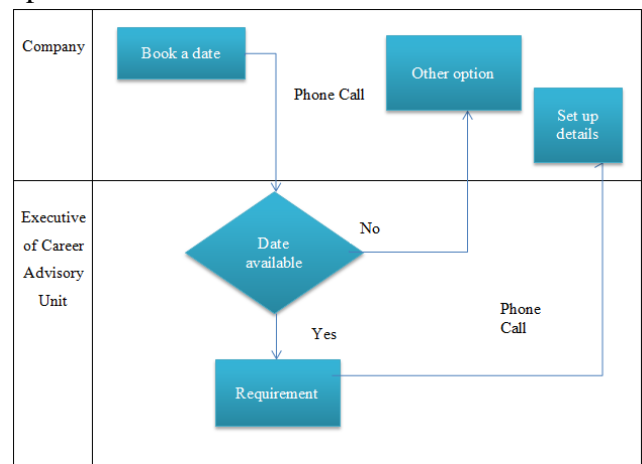 Company
Book a date
Phone Call
Other option
Set up
details
Executive
of Career
Advisory
Unit
Date
available
No
Yes
Phone
Call
Requirement